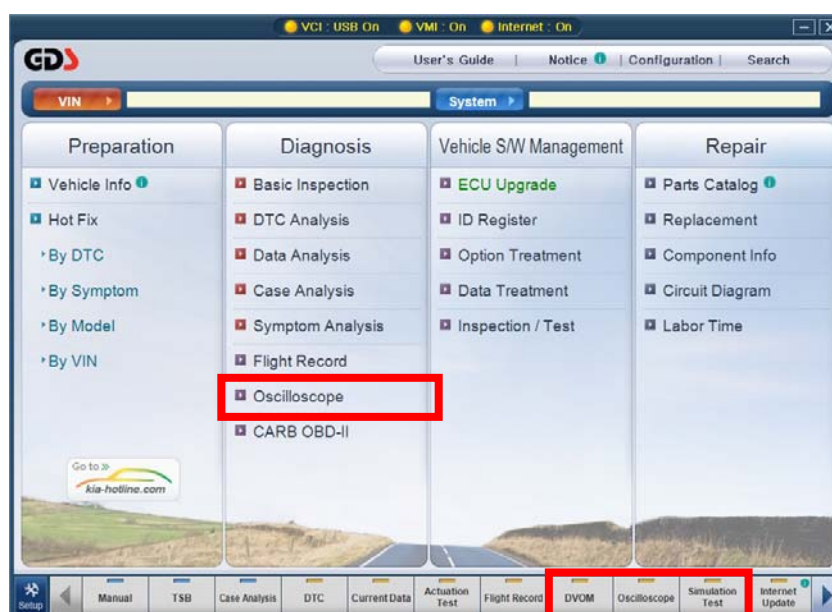 VCI : USB On VMI : On Internet : On
GDS
User's Guide | Notice | Configuration | Search
VIN
System
Preparation
Vehicle Info
Hot Fix
By DTC
By Symptom
By Model
By VIN
Go to
kia-hotline.com
Diagnosis
Basic Inspection
DTC Analysis
Data Analysis
Case Analysis
Symptom Analysis
Flight Record
Oscilloscope
CARB OBD-II
Vehicle S/W Management
ECU Upgrade
ID Register
Option Treatment
Data Treatment
Inspection / Test
Repair
Parts Catalog
Replacement
Component Info
Circuit Diagram
Labor Time
Setup
Manual
TSB
Case Analysis
DTC
Current Data
Actuation
Test
Flight Record
DVOM
Oscilloscope
Simulation
Test
Internet
Update